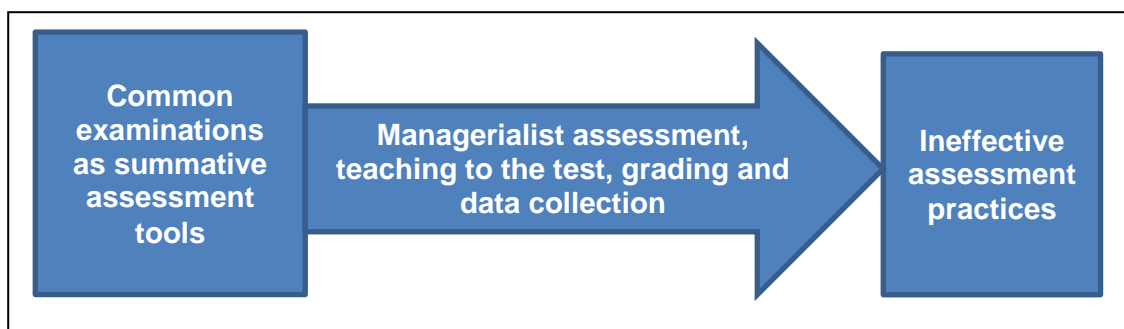 Common
examinations
as summative
assessment
tools
Managerialist assessment,
teaching to the test, grading and
data collection
Ineffective
assessment
practices